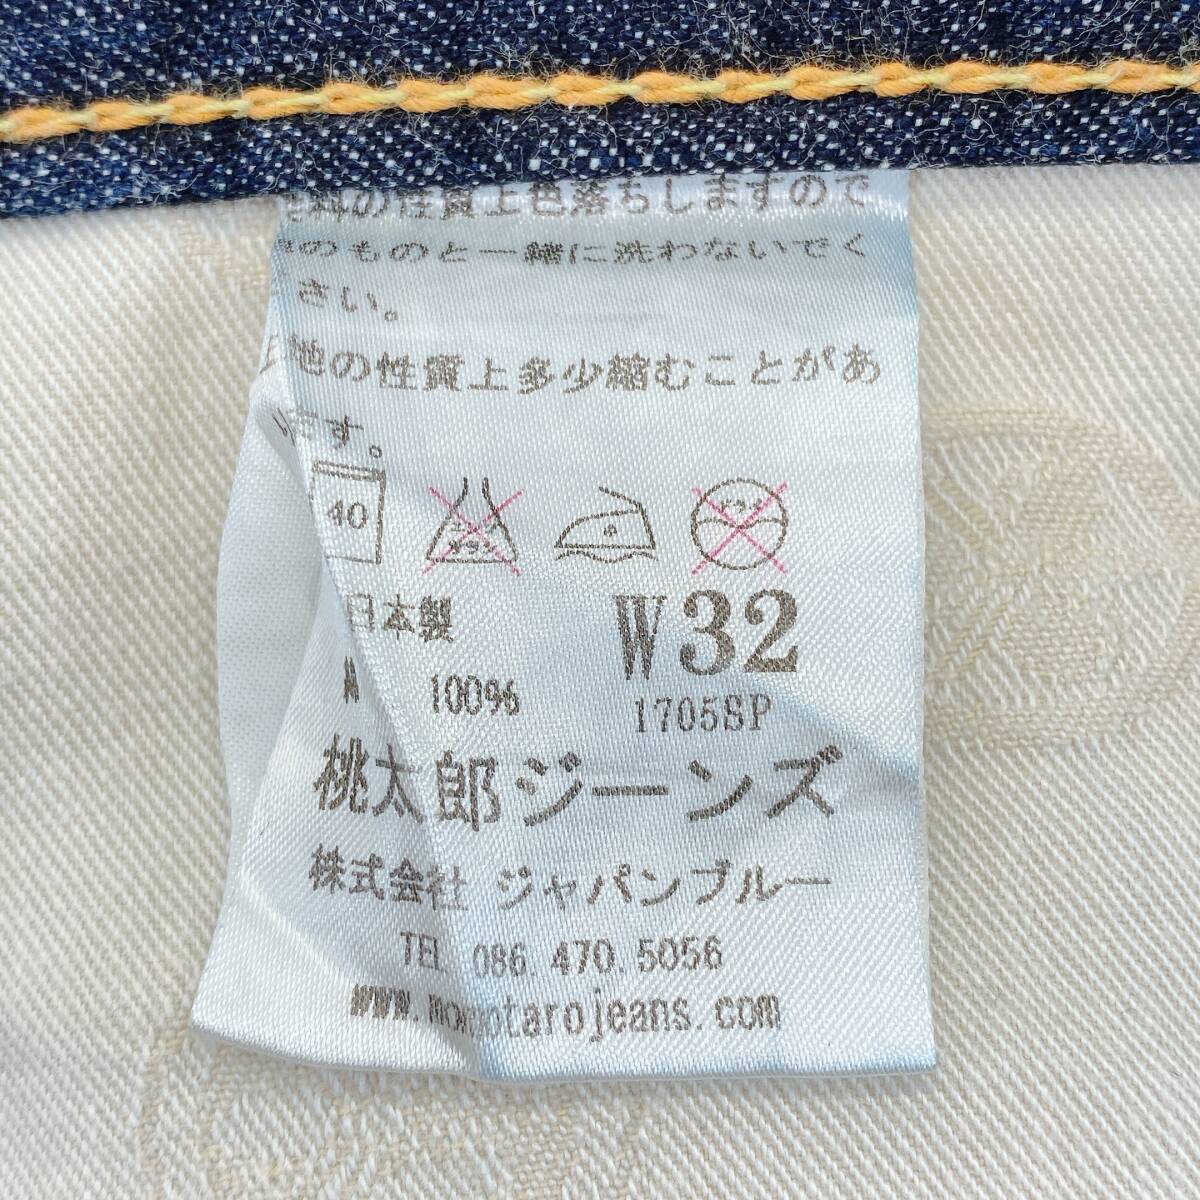 料の性質上色落ちしますので
のものと一緒に洗わないでく
さい。
地の性質上多少縮むことがあ
ます。
40
日本製
W32
綿 100%
1705SP
桃太郎ジーンズ
株式会社 ジャパンブルー
TEL 086.470.5056
www.momotarojeans.com